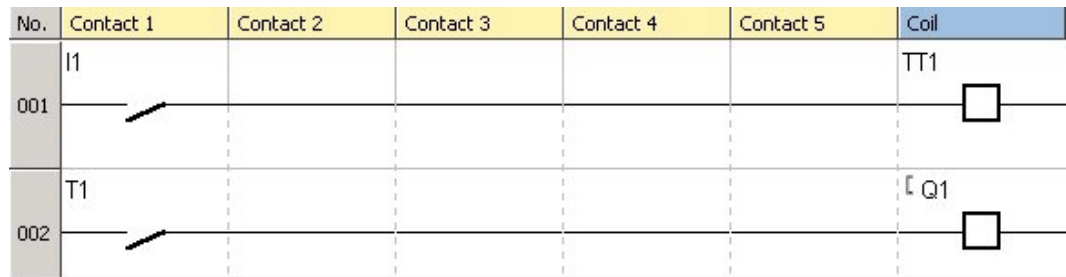 No. Contact 1 Contact 2 Contact 3 Contact 4 Contact 5 Coil
I1 TT1
001
T1 [ Q1
002